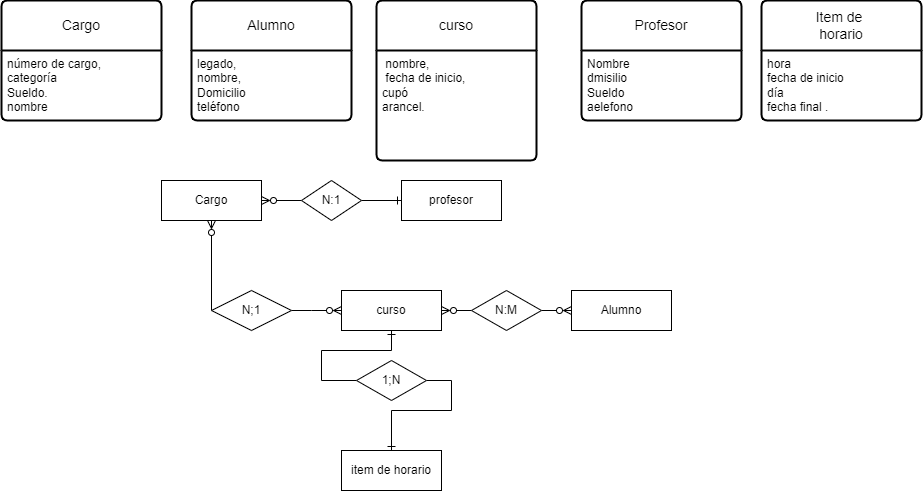 Cargo
número de cargo,
categoría
Sueldo.
nombre
Alumno
legado,
nombre,
Domicilio
teléfono
curso
nombre,
fecha de inicio,
cupó
arancel.
Profesor
Nombre
dmisilio
Sueldo
aelefono
Item de
horario
hora
fecha de inicio
día
fecha final .
Cargo
N:1
profesor
N;1
curso
N:M
Alumno
1;N
item de horario